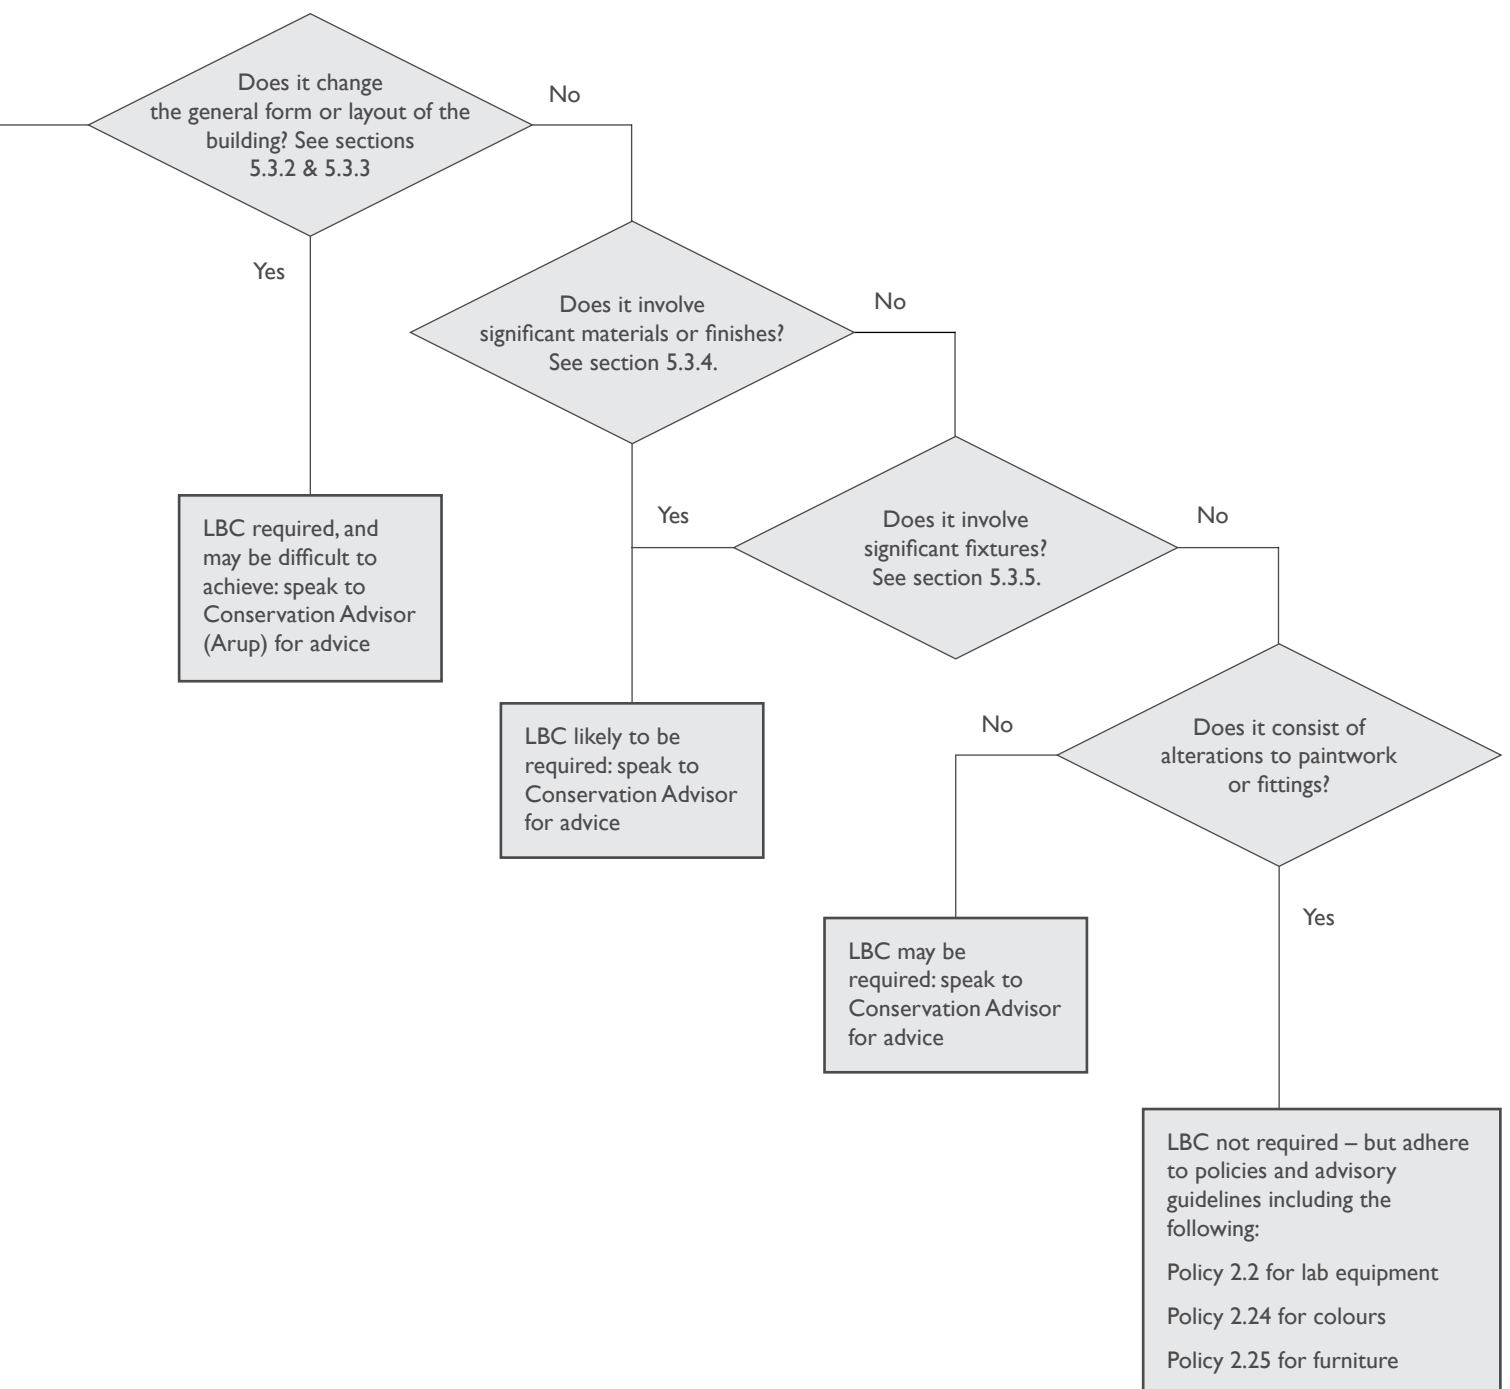 Does it change
the general form or layout of the
building? See sections
5.3.2 & 5.3.3
No
Yes
Does it involve
significant materials or finishes?
See section 5.3.4.
No
LBC required, and
may be difficult to
achieve: speak to
Conservation Advisor
(Arup) for advice
Yes
Does it involve
significant fixtures?
See section 5.3.5.
No
LBC likely to be
required: speak to
Conservation Advisor
for advice
No
Does it consist of
alterations to paintwork
or fittings?
Yes
LBC may be
required: speak to
Conservation Advisor
for advice
LBC not required – but adhere
to policies and advisory
guidelines including the
following:
Policy 2.2 for lab equipment
Policy 2.24 for colours
Policy 2.25 for furniture